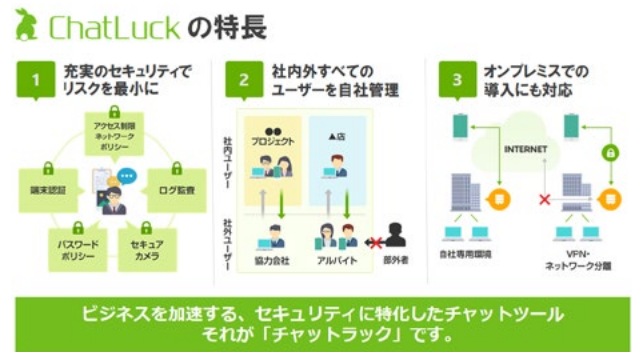 ChatLuck の特長
1
充実のセキュリティで
リスクを最小に
アクセス制限
ネットワーク
ポリシー
端末認証
ログ監査
パスワード
ポリシー
セキュア
カメラ
2
社内外すべての
ユーザーを自社管理
社内ユーザー
●●
プロジェクト
▲店
社外ユーザー
協力会社
アルバイト
部外者
3
オンプレミスでの
導入にも対応
INTERNET
自社専用環境
VPN・
ネットワーク分離
ビジネスを加速する、セキュリティに特化したチャットツール
それが「チャットラック」です。